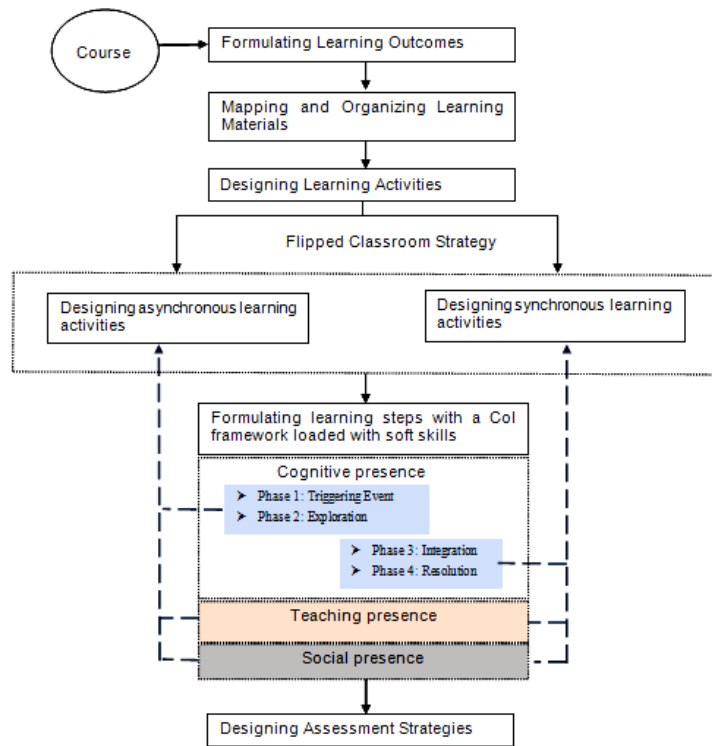 Course
Formulating Learning Outcomes
Mapping and Organizing Learning
Materials
Designing Learning Activities
Flipped Classroom Strategy
Designing asynchronous learning
activities
Designing synchronous learning
activities
Formulating learning steps with a CoI
framework loaded with soft skills
Cognitive presence
➤ Phase 1: Triggering Event
➤ Phase 2: Exploration
➤ Phase 3: Integration
➤ Phase 4: Resolution
Teaching presence
Social presence
Designing Assessment Strategies